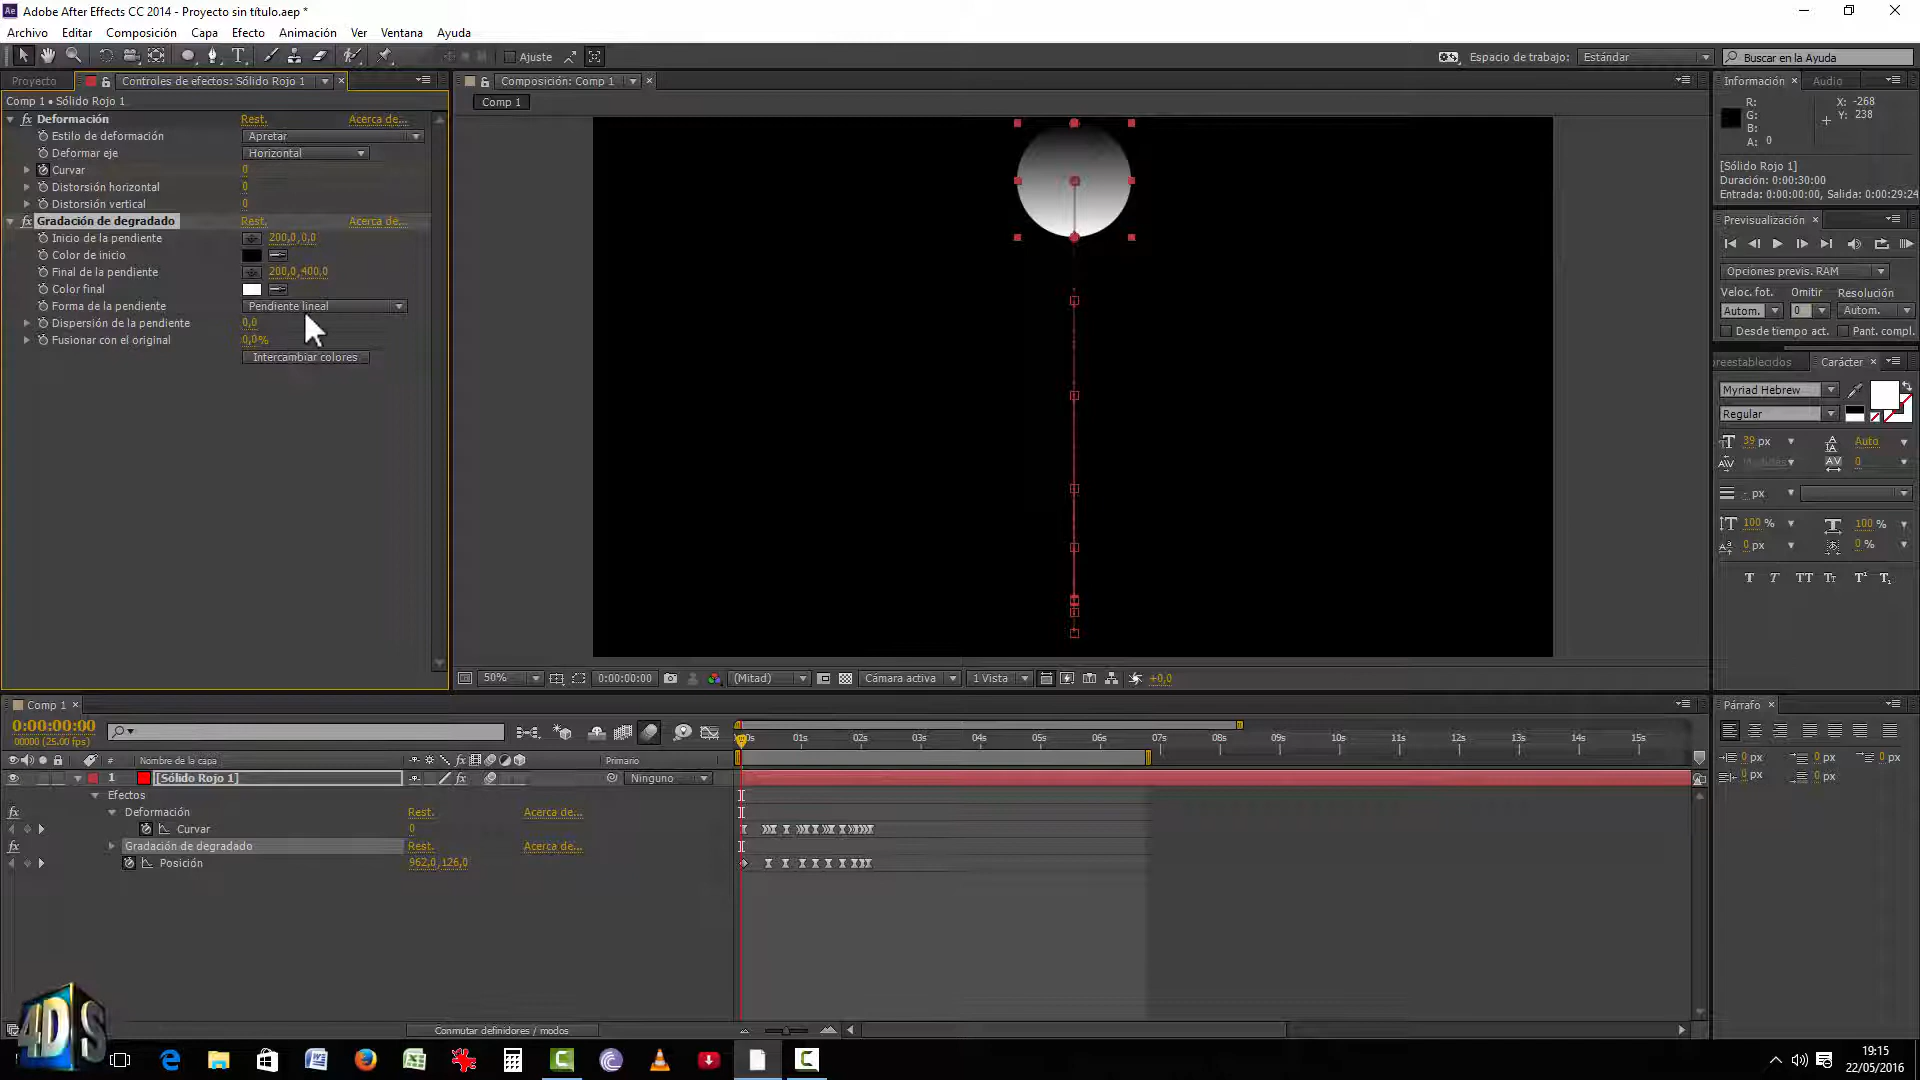 Ae Adobe After Effects CC 2014 - Proyecto sin título.aep *
Archivo Editar Composición Capa Efecto Animación Ver Ventana Ayuda
Ajuste
Espacio de trabajo: Estándar
Buscar en la Ayuda
Proyecto
Controles de efectos: Sólido Rojo 1
Comp 1 • Sólido Rojo 1
Deformación Rest. Acerca de...
Estilo de deformación Apretar
Deformar eje Horizontal
Curvar 0
Distorsión horizontal 0
Distorsión vertical 0
Gradación de degradado Rest. Acerca de...
Inicio de la pendiente 200,0,0,0
Color de inicio
Final de la pendiente 200,0,400,0
Color final
Forma de la pendiente Pendiente lineal
Dispersión de la pendiente 0,0
Fusionar con el original 0,0%
Intercambiar colores
Composición: Comp 1
Comp 1
50% 0:00:00:00 (Mitad) Cámara activa 1 Vista +0,0
Información Audio
R: X: -268
G: Y: 238
B:
A: 0
[Sólido Rojo 1]
Duración: 0:00:30:00
Entrada: 0:00:00:00, Salida: 0:00:29:24
Previsualización
Opciones previs. RAM
Veloc. fot. Omitir Resolución
Autom. 0 Autom.
Desde tiempo act. Pant. compl.
reestablecidos Carácter
Myriad Hebrew
Regular
39 px Auto
0
- px
100 % 100 %
0 px 0 %
T T TT Tт T¹ T₁
Comp 1
0:00:00:00
00000 (25.00 fps)
# Nombre de la capa Primario
1 [Sólido Rojo 1] Ninguno
Efectos
Deformación Rest. Acerca de...
Curvar 0
Gradación de degradado Rest. Acerca de...
Posición 962,0,126,0
00s 01s 02s 03s 04s 05s 06s 07s 08s 09s 10s 11s 12s 13s 14s 15s
Conmutar definidores / modos
Párrafo
0 px 0 px 0 px
0 px 0 px
4DS
19:15
22/05/2016